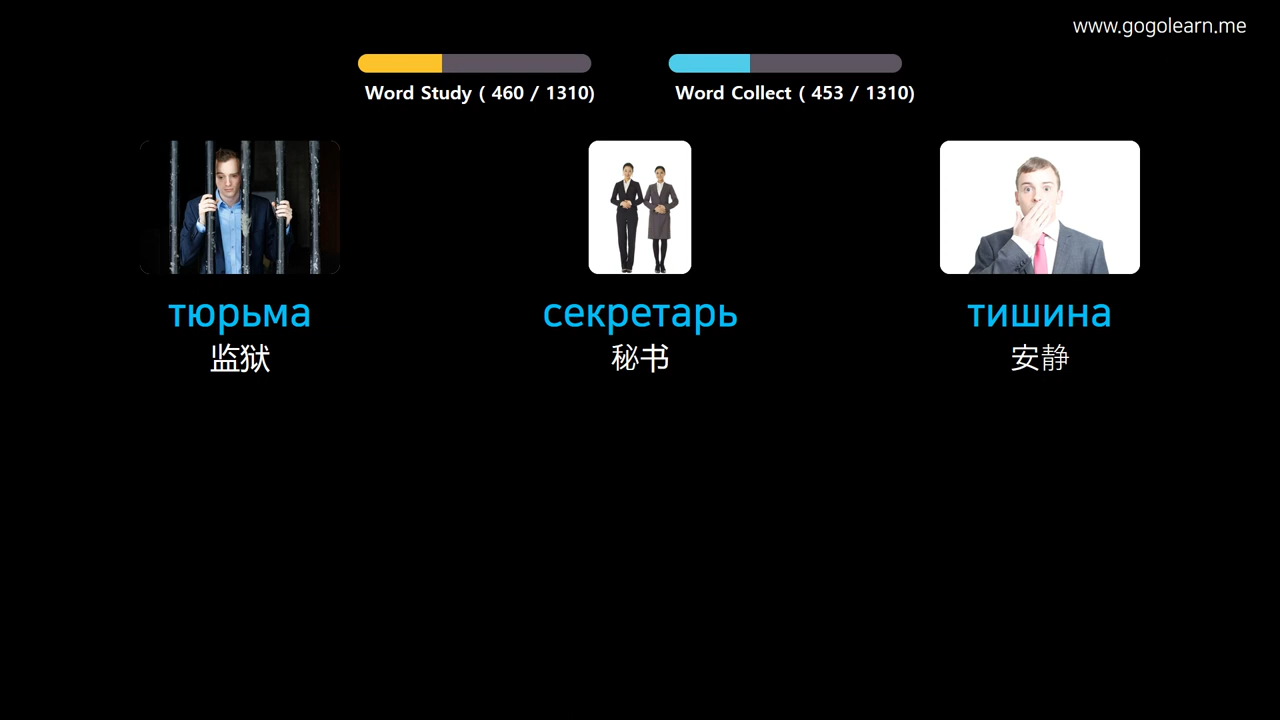 www.gogolearn.me
Word Study ( 460 / 1310)
Word Collect ( 453 / 1310)
тюрьма
监狱
секретарь
秘书
тишина
安静